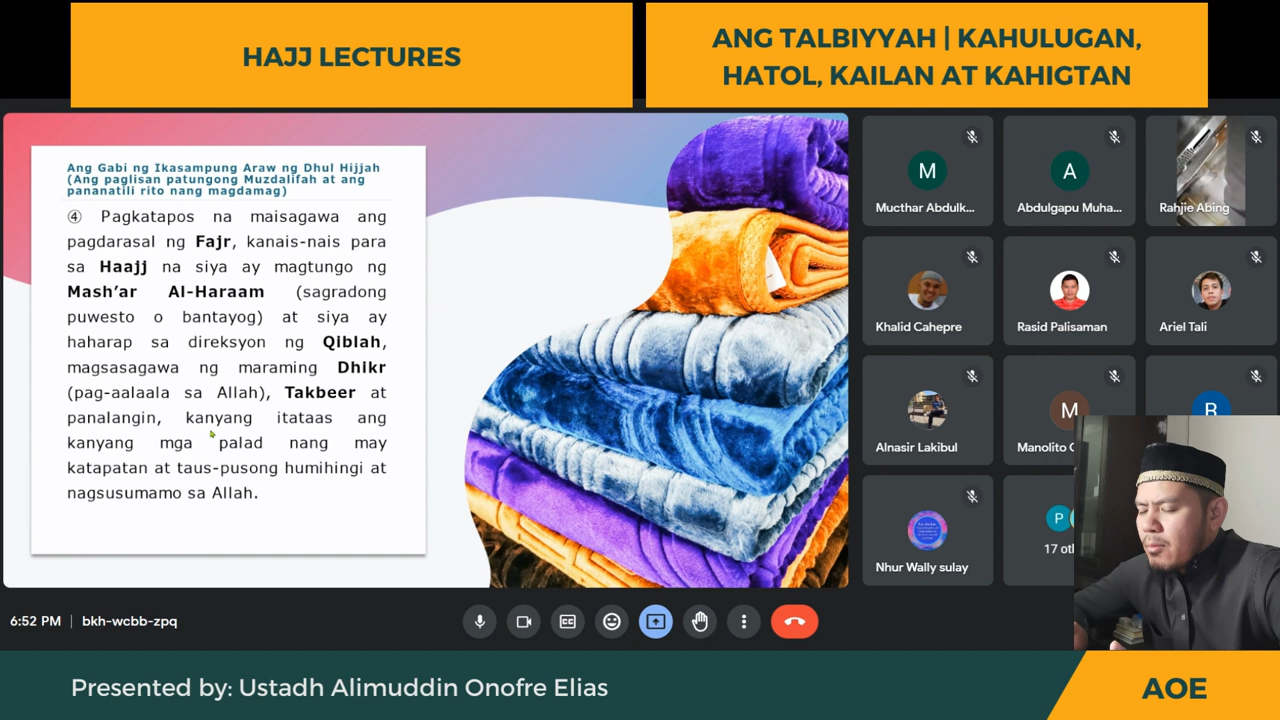 HAJJ LECTURES
ANG TALBIYYAH | KAHULUGAN,
HATOL, KAILAN AT KAHIGTAN
Ang Gabi ng Ikasampung Araw ng Dhul Hijjah
(Ang paglisan patungong Muzdalifah at ang
pananatili rito nang magdamag)
④ Pagkatapos na maisagawa ang
pagdarasal ng Fajr, kanais-nais para
sa Haajj na siya ay magtungo ng
Mash’ar Al-Haraam (sagradong
puwesto o bantayog) at siya ay
haharap sa direksyon ng Qiblah,
magsasagawa ng maraming Dhikr
(pag-aalaala sa Allah), Takbeer at
panalangin, kanyang itataas ang
kanyang mga palad nang may
katapatan at taus-pusong humihingi at
nagsusumamo sa Allah.
M
Mucthar Abdulk...
A
Abdulgapu Muha...
Rahjie Abing
Khalid Cahepre
Rasid Palisaman
Ariel Tali
Alnasir Lakibul
M
Manolito
Nhur Wally sulay
P
17
6:52 PM | bkh-wcbb-zpq
Presented by: Ustadh Alimuddin Onofre Elias
AOE